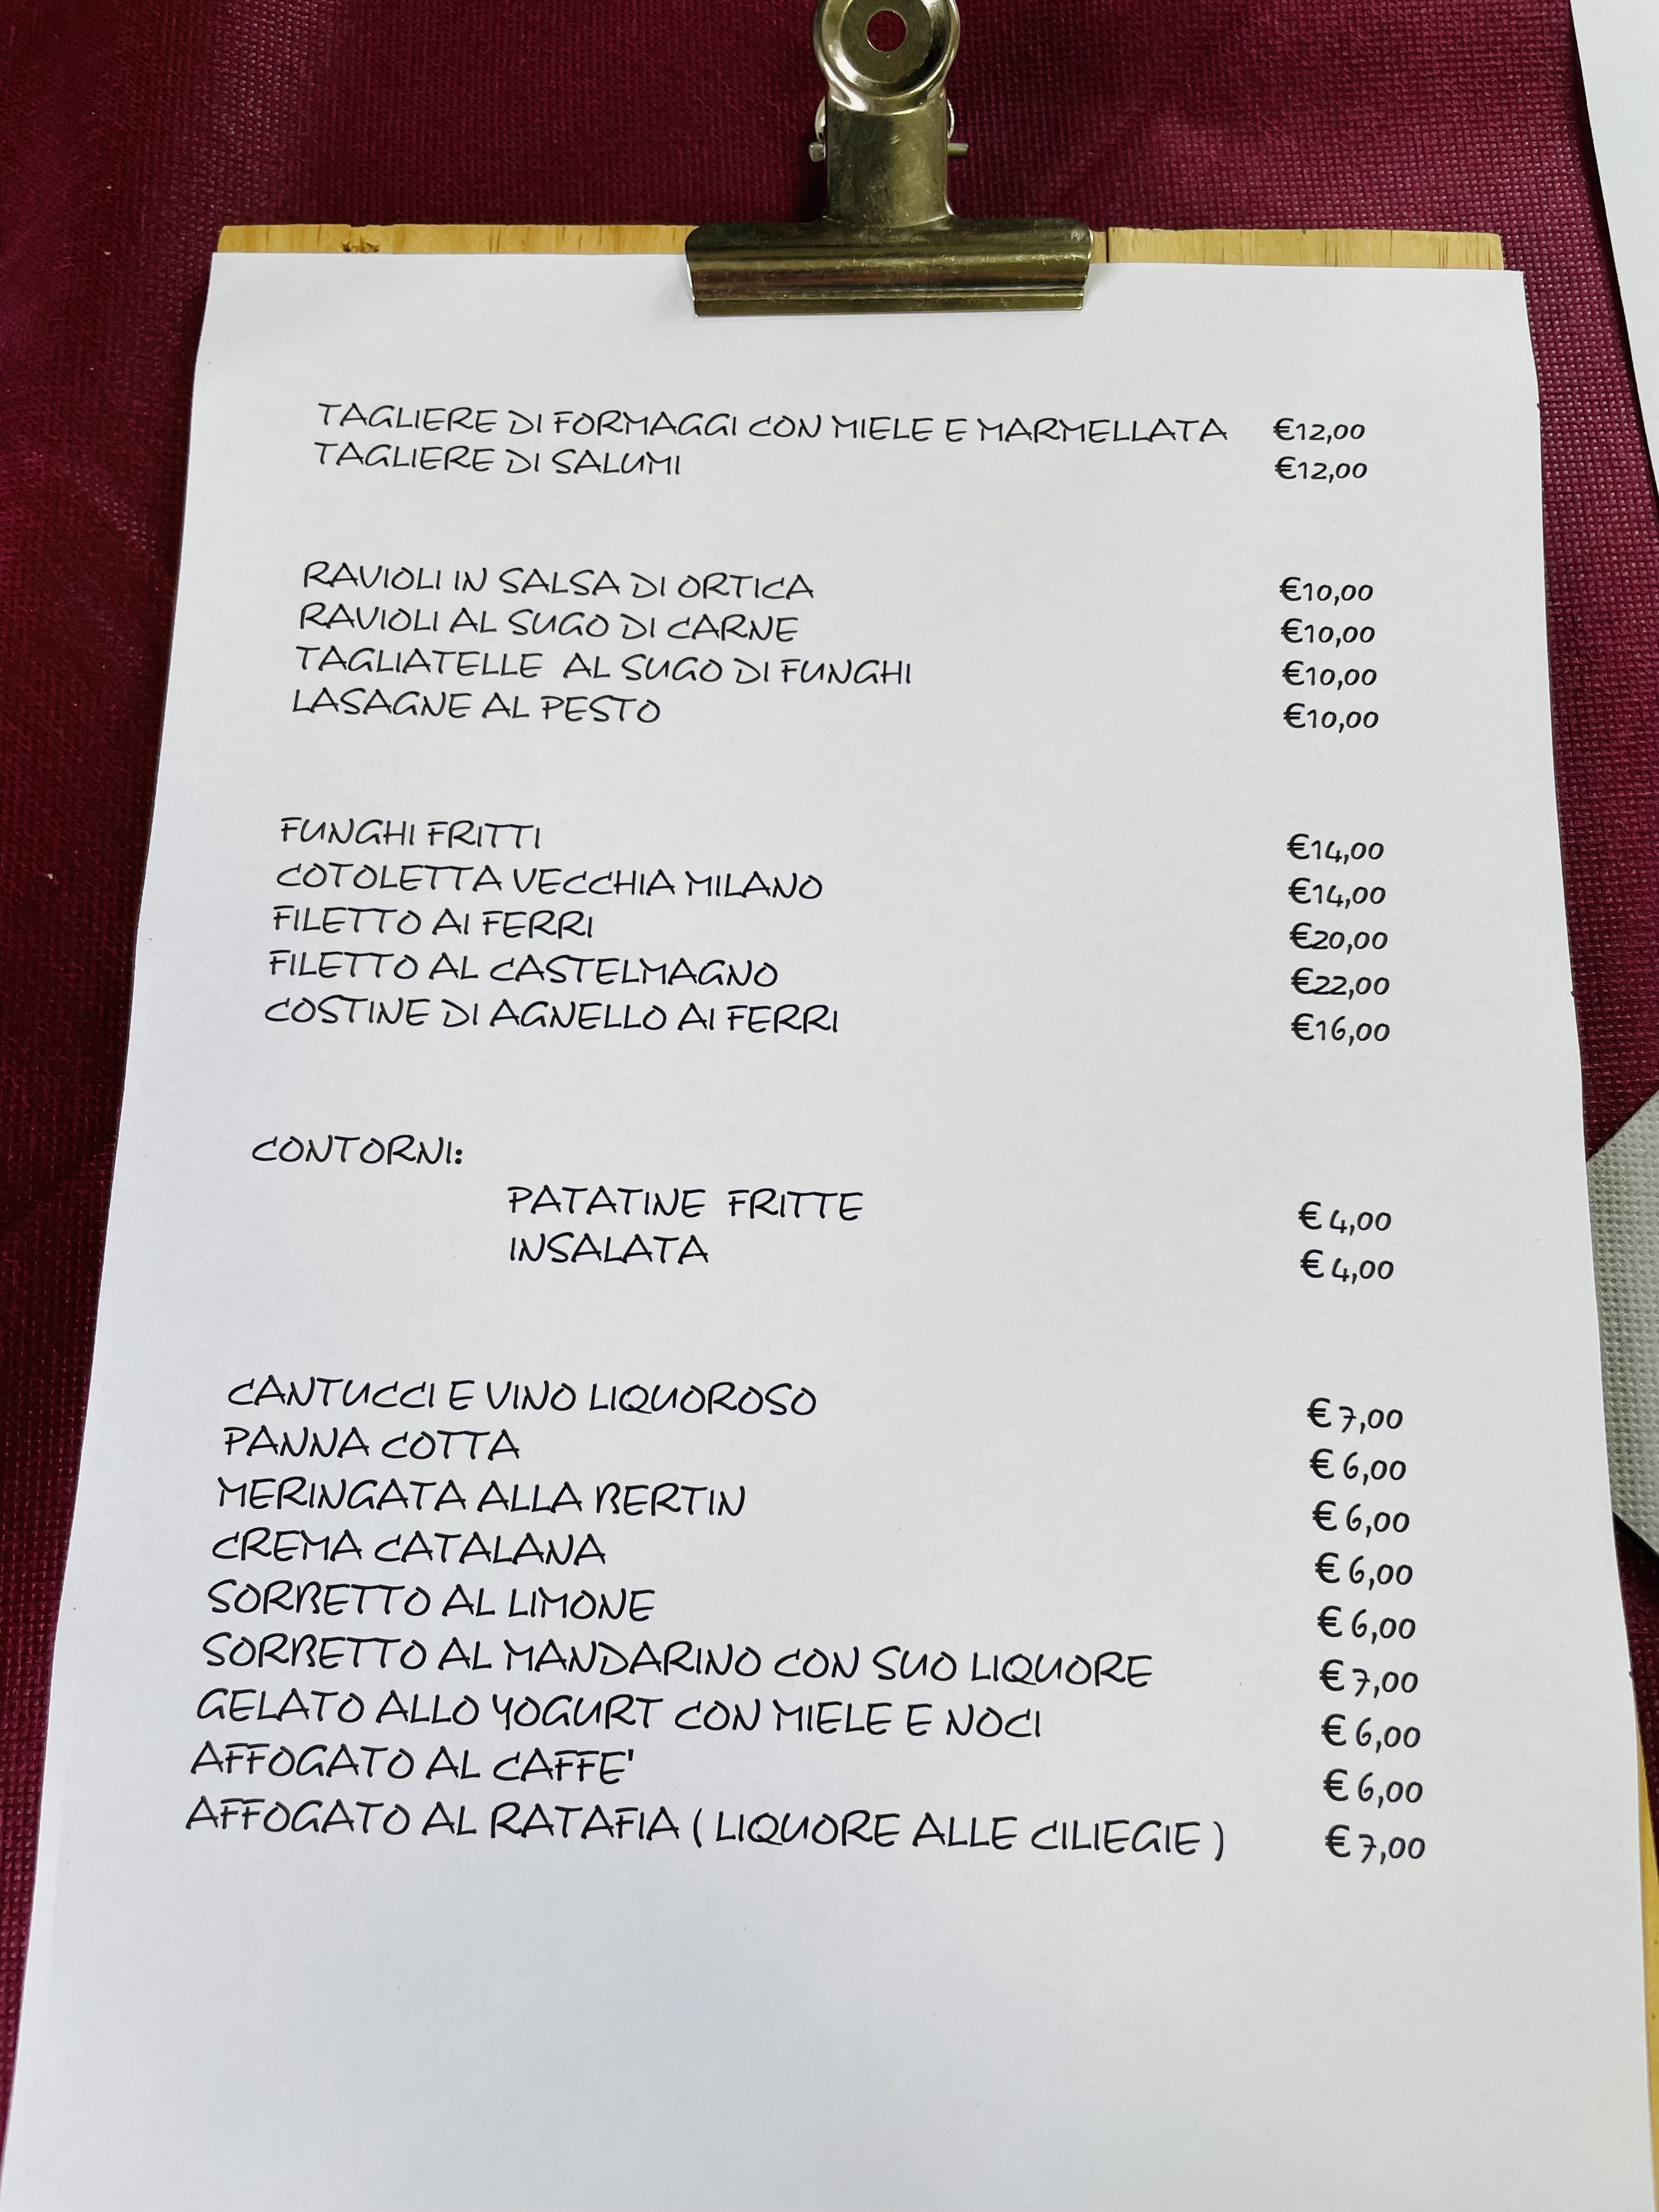 TAGLIERE DI FORMAGGI CON MIELE E MARMELLATA €12,00
TAGLIERE DI SALUMI €12,00
RAVIOLI IN SALSA DI ORTICA €10,00
RAVIOLI AL SUGO DI CARNE €10,00
TAGLIATELLE AL SUGO DI FUNGHI €10,00
LASAGNE AL PESTO €10,00
FUNGHI FRITTI €14,00
COTOLETTA VECCHIA MILANO €14,00
FILETTO AI FERRI €20,00
FILETTO AL CASTELMAGNO €22,00
COSTINE DI AGNELLO AI FERRI €16,00
CONTORNI:
PATATINE FRITTE € 4,00
INSALATA € 4,00
CANTUCCI E VINO LIQUOROSO € 7,00
PANNA COTTA € 6,00
MERINGATA ALLA BERTIN € 6,00
CREMA CATALANA € 6,00
SORBETTO AL LIMONE € 6,00
SORBETTO AL MANDARINO CON SUO LIQUORE € 7,00
GELATO ALLO YOGURT CON MIELE E NOCI € 6,00
AFFOGATO AL CAFFE' € 6,00
AFFOGATO AL RATAFIA ( LIQUORE ALLE CILIEGIE ) € 7,00